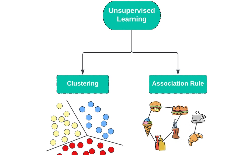 Unsupervised
Learning
Clustering
Association Rule